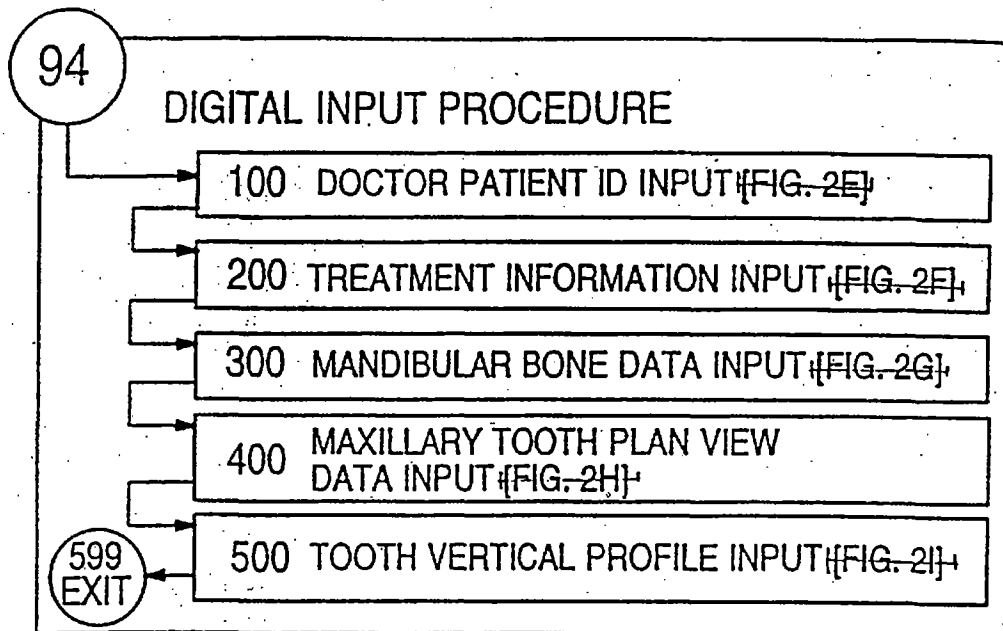 94
DIGITAL INPUT PROCEDURE
100 DOCTOR PATIENT ID INPUT [FIG. 2E]
200 TREATMENT INFORMATION INPUT [FIG. 2F]
300 MANDIBULAR BONE DATA INPUT [FIG. 2G]
400 MAXILLARY TOOTH PLAN VIEW
DATA INPUT [FIG. 2H]
500 TOOTH VERTICAL PROFILE INPUT [FIG. 2I]
599
EXIT